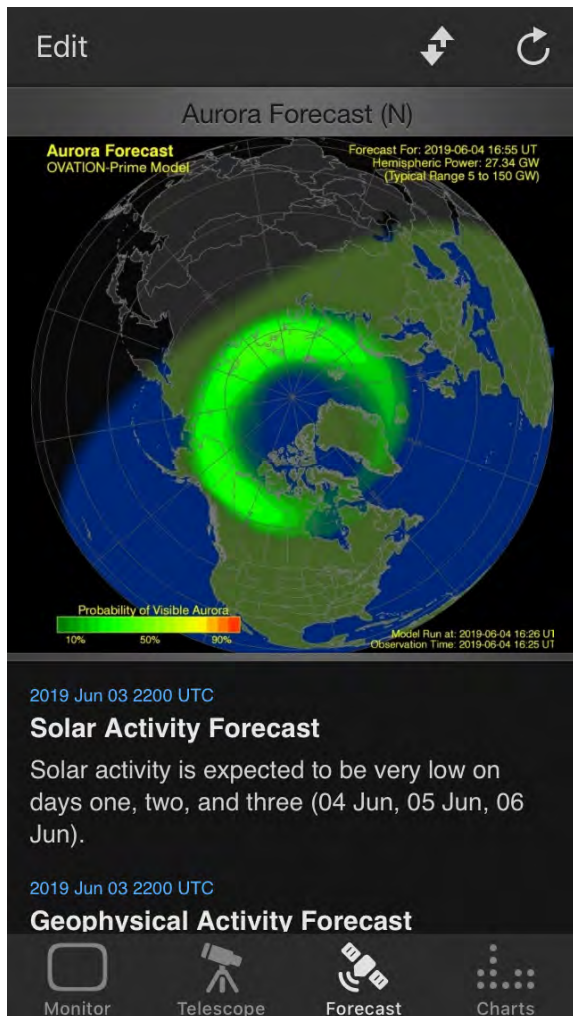 Edit
Aurora Forecast (N)
Aurora Forecast
OVATION-Prime Model
Forecast For: 2019-06-04 16:55 UT
Hemispheric Power: 27.34 GW
(Typical Range 5 to 150 GW)
Probability of Visible Aurora
10% 50% 90%
Model Run at: 2019-06-04 16:26 UT
Observation Time: 2019-06-04 16:25 UT
2019 Jun 03 2200 UTC
Solar Activity Forecast
Solar activity is expected to be very low on
days one, two, and three (04 Jun, 05 Jun, 06
Jun).
2019 Jun 03 2200 UTC
Geophysical Activity Forecast
Monitor Telescope Forecast Charts